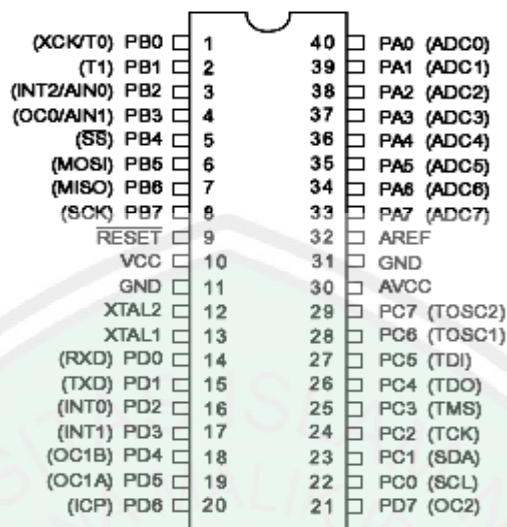 (XCK/T0) PB0 1 40 PA0 (ADC0)
(T1) PB1 2 39 PA1 (ADC1)
(INT2/AIN0) PB2 3 38 PA2 (ADC2)
(OC0/AIN1) PB3 4 37 PA3 (ADC3)
(SS) PB4 5 36 PA4 (ADC4)
(MOSI) PB5 6 35 PA5 (ADC5)
(MISO) PB6 7 34 PA6 (ADC6)
(SCK) PB7 8 33 PA7 (ADC7)
RESET 9 32 AREF
VCC 10 31 GND
GND 11 30 AVCC
XTAL2 12 29 PC7 (TOSC2)
XTAL1 13 28 PC6 (TOSC1)
(RXD) PD0 14 27 PC5 (TDI)
(TXD) PD1 15 26 PC4 (TDO)
(INT0) PD2 16 25 PC3 (TMS)
(INT1) PD3 17 24 PC2 (TCK)
(OC1B) PD4 18 23 PC1 (SDA)
(OC1A) PD5 19 22 PC0 (SCL)
(ICP) PD6 20 21 PD7 (OC2)